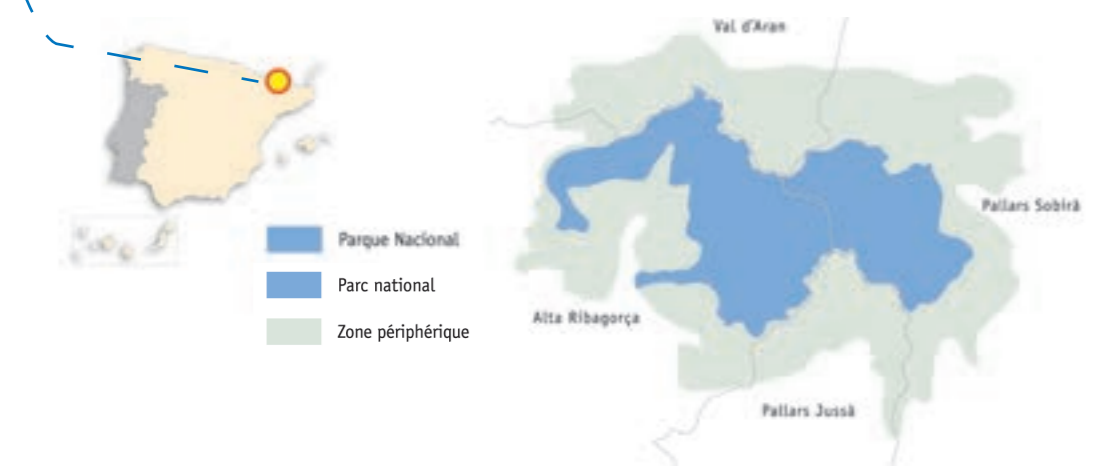 Val d'Aran
Pallars Sobirà
Parque Nacional
Parc national
Alta Ribagorça
Zone périphérique
Pallars Jussà